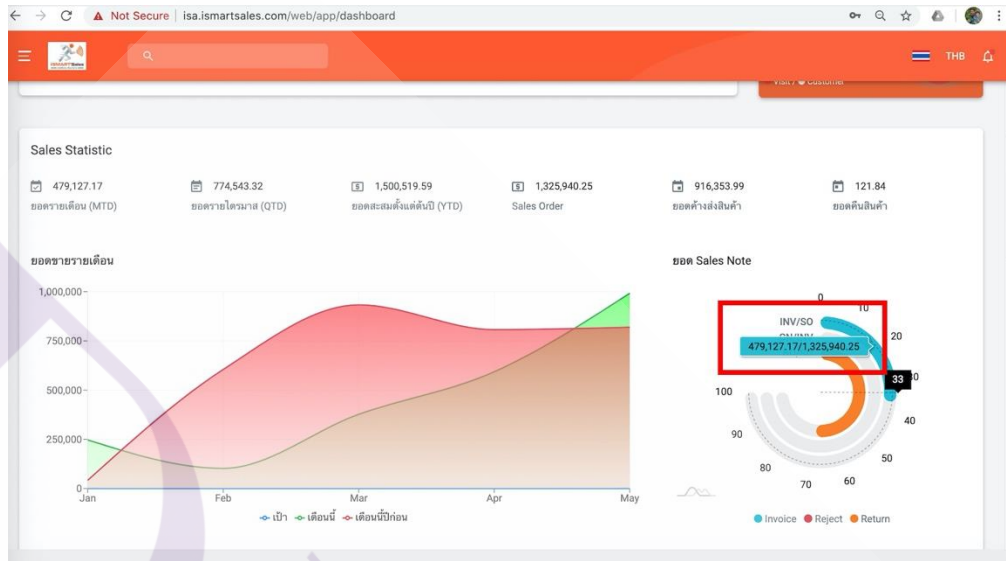 Not Secure | isa.ismartsales.com/web/app/dashboard
THB
Visit / Customer
Sales Statistic
479,127.17
ยอดรายเดือน (MTD)
774,543.32
ยอดรายไตรมาส (QTD)
1,500,519.59
ยอดสะสมตั้งแต่ต้นปี (YTD)
1,325,940.25
Sales Order
916,353.99
ยอดค้างส่งสินค้า
121.84
ยอดคืนสินค้า
ยอดขายรายเดือน
1,000,000
750,000
500,000
250,000
0
Jan Feb Mar Apr May
เป้า เดือนนี้ เดือนนี้ปีก่อน
ยอด Sales Note
INV/SO
479,127.17/1,325,940.25
0
10
20
33
40
50
60
70
80
90
100
Invoice Reject Return